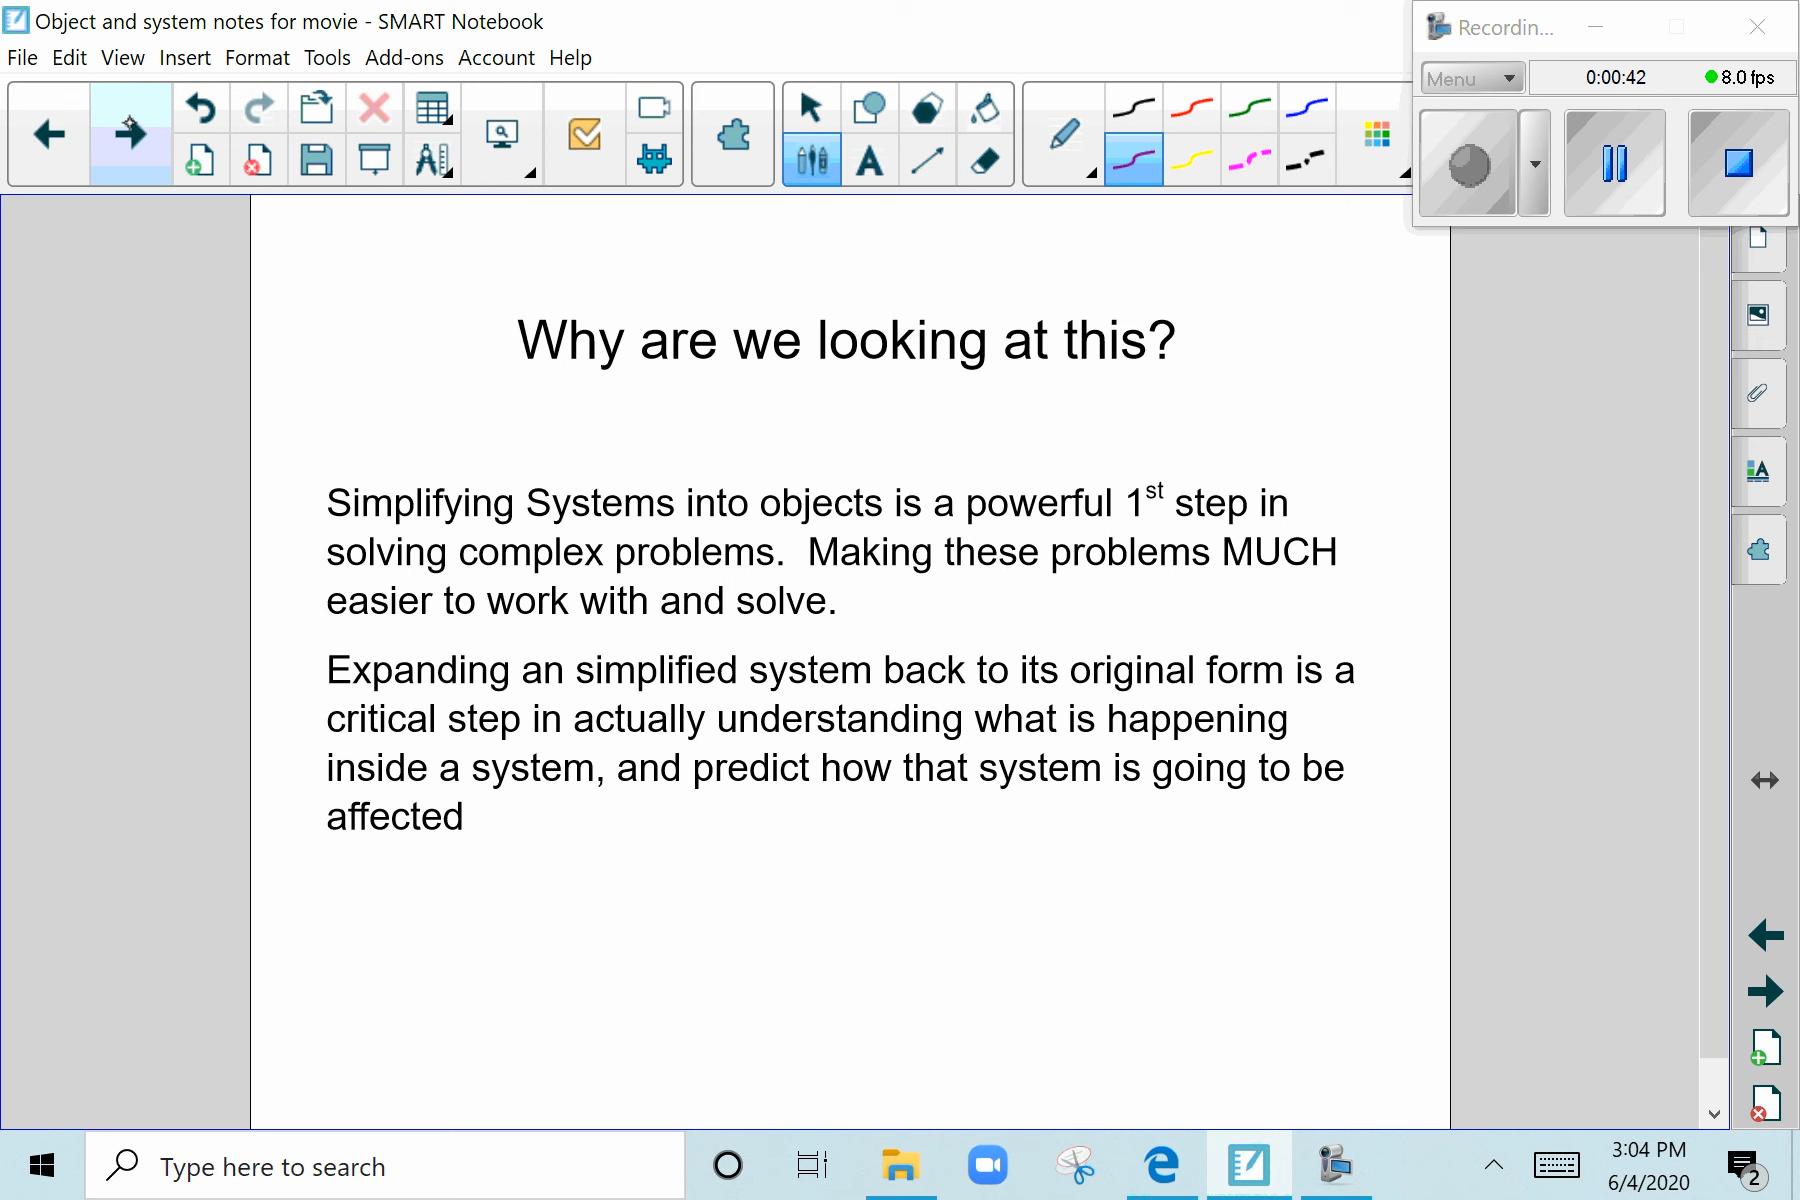 Object and system notes for movie - SMART Notebook
File Edit View Insert Format Tools Add-ons Account Help
Recordin...
Menu 0:00:42 8.0 fps
Why are we looking at this?
Simplifying Systems into objects is a powerful 1st step in
solving complex problems.  Making these problems MUCH
easier to work with and solve.
Expanding an simplified system back to its original form is a
critical step in actually understanding what is happening
inside a system, and predict how that system is going to be
affected
Type here to search
3:04 PM
6/4/2020
2